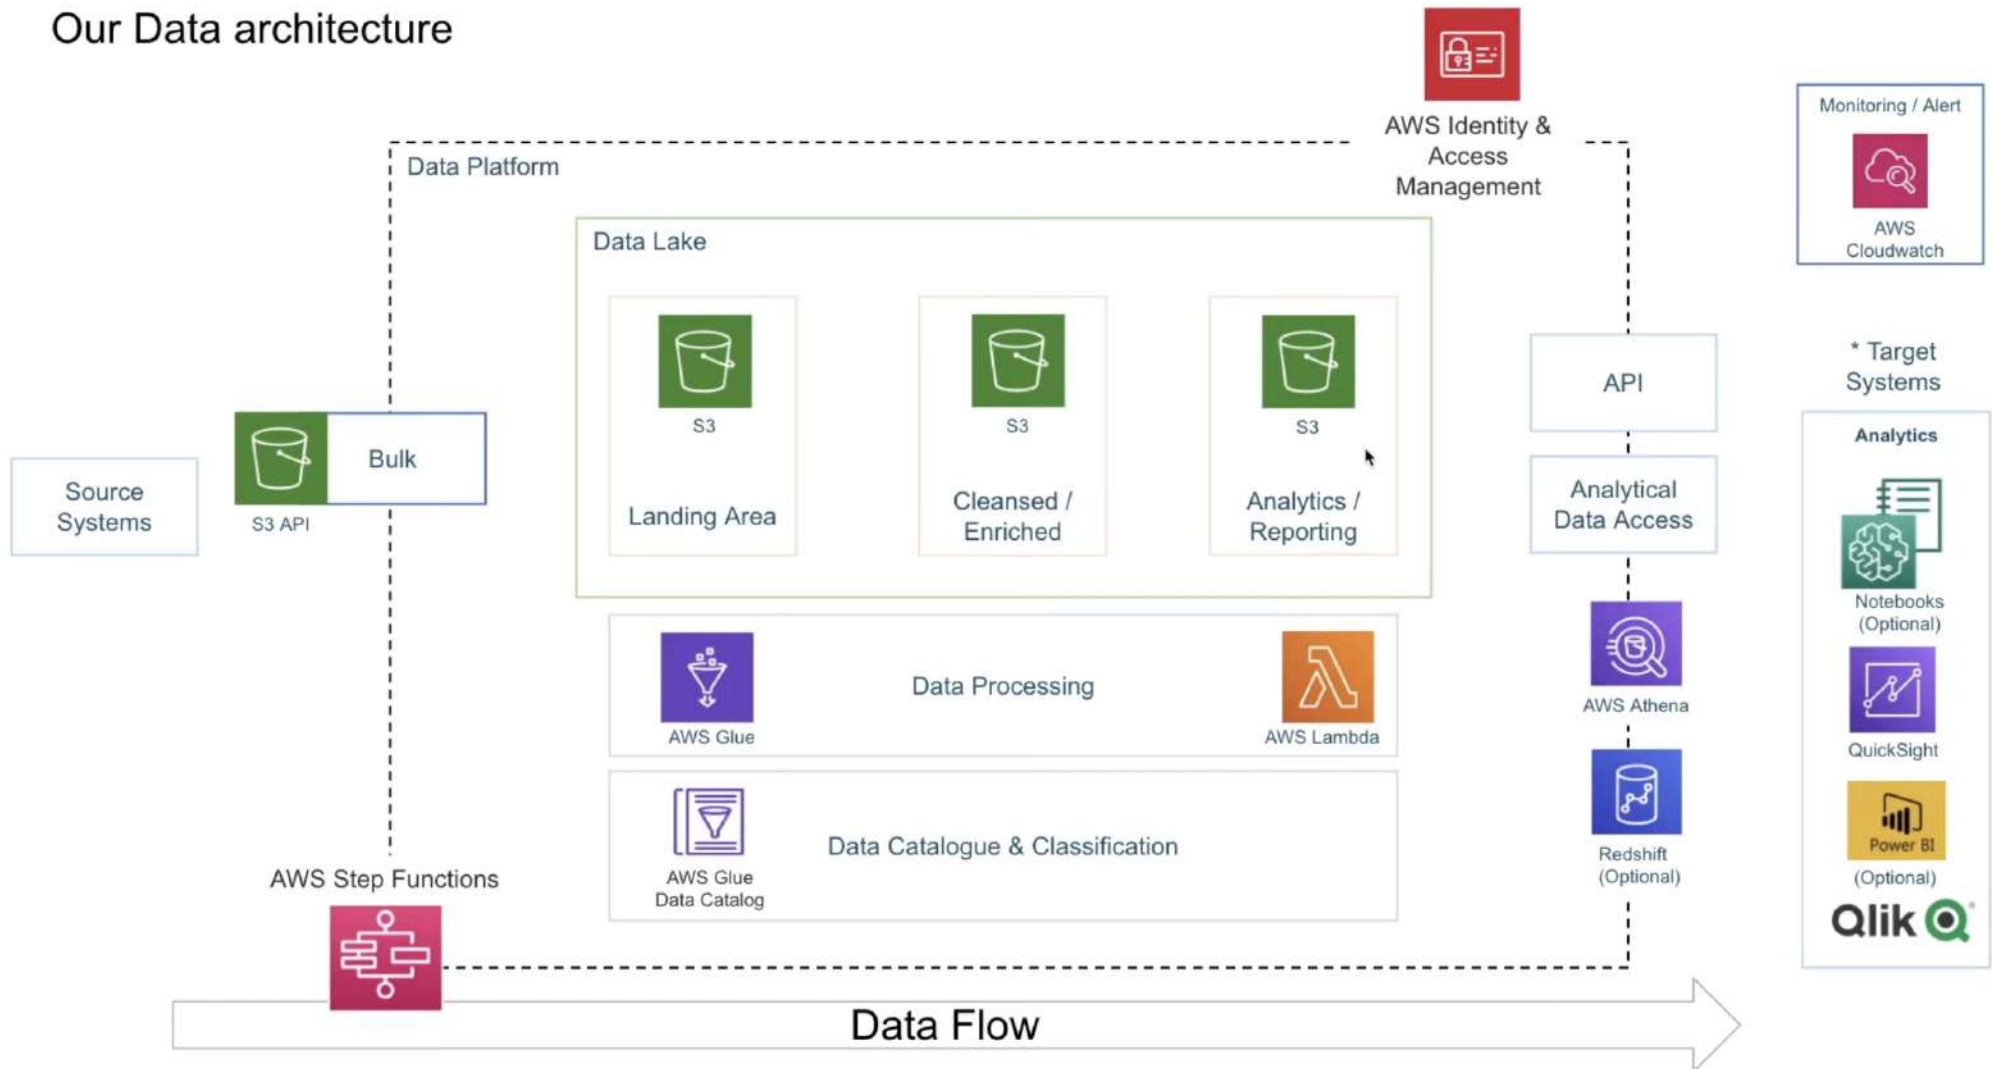 Our Data architecture
AWS Identity &
Access
Management
Monitoring / Alert
AWS
Cloudwatch
Data Platform
Data Lake
S3
Landing Area
S3
Cleansed /
Enriched
S3
Analytics /
Reporting
Source
Systems
S3 API
Bulk
API
Analytical
Data Access
* Target
Systems
Analytics
Notebooks
(Optional)
QuickSight
Power BI
(Optional)
Qlik
AWS Glue
Data Processing
AWS Lambda
AWS Athena
Redshift
(Optional)
AWS Glue
Data Catalog
Data Catalogue & Classification
AWS Step Functions
Data Flow